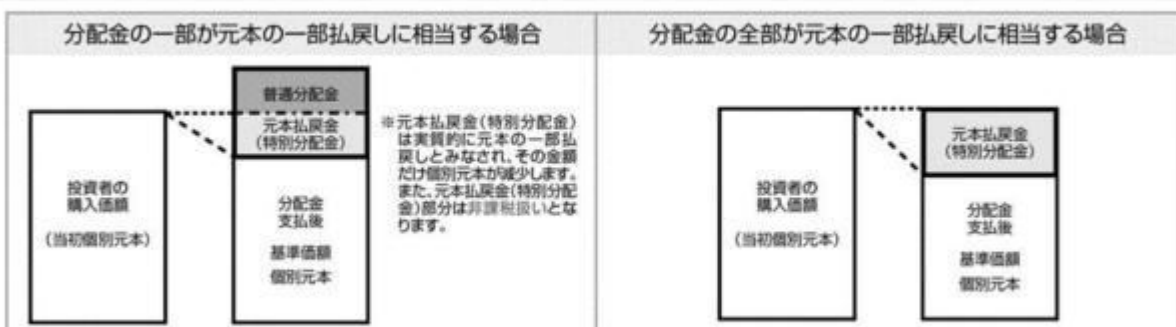 分配金の一部が元本の一部払戻しに相当する場合
普通分配金
元本払戻金
(特別分配金)
投資者の
購入価額
(当初個別元本)
分配金
支払後
基準価額
個別元本
※元本払戻金(特別分配金)
は実質的に元本の一部払
戻しとみなされ、その金額
だけ個別元本が減少します。
また、元本払戻金(特別分配
金)部分は非課税扱いとな
ります。
分配金の全部が元本の一部払戻しに相当する場合
元本払戻金
(特別分配金)
投資者の
購入価額
(当初個別元本)
分配金
支払後
基準価額
個別元本